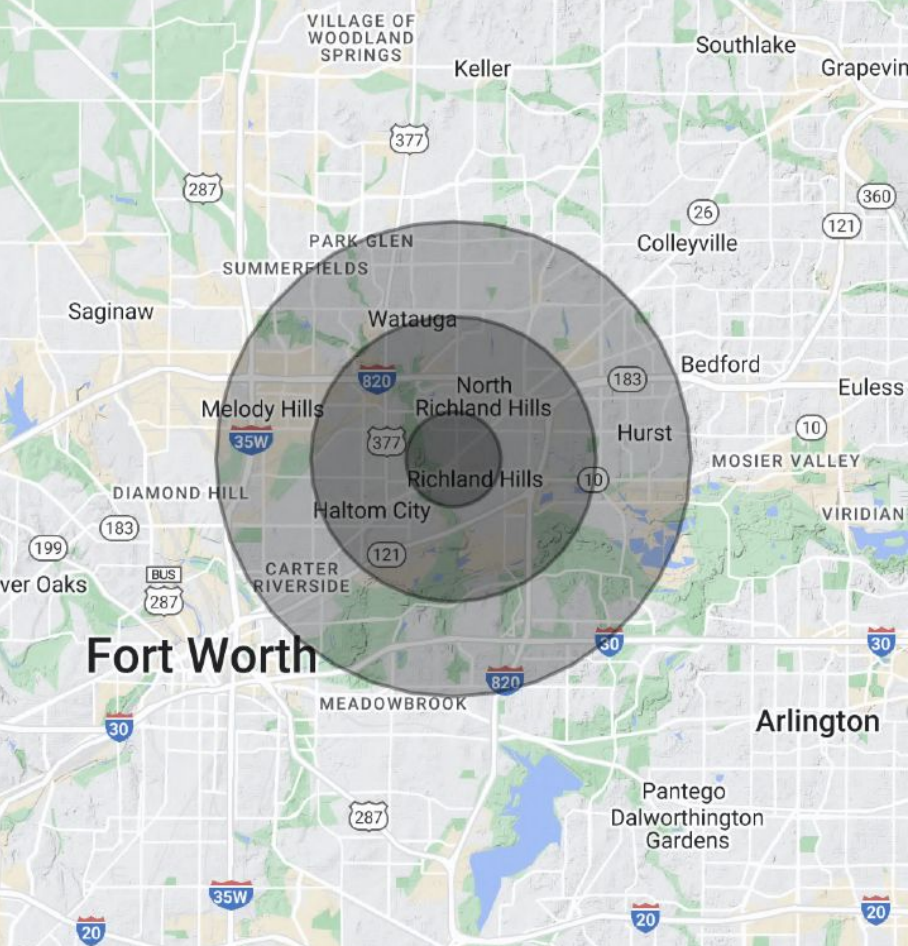 VILLAGE OF
WOODLAND
SPRINGS
Southlake
Keller
Grapevin
377
287
360
26
121
PARK GLEN
Colleyville
SUMMERFIELDS
Saginaw
Watauga
Bedford
820
183
North
Richland Hills
Euless
Melody Hills
35W
377
Hurst
10
MOSIER VALLEY
Richland Hills
10
DIAMOND HILL
Haltom City
VIRIDIAN
183
199
121
BUS
287
CARTER
RIVERSIDE
ver Oaks
Fort Worth
30
30
820
MEADOWBROOK
30
Arlington
Pantego
287
Dalworthington
Gardens
35W
20
20
20